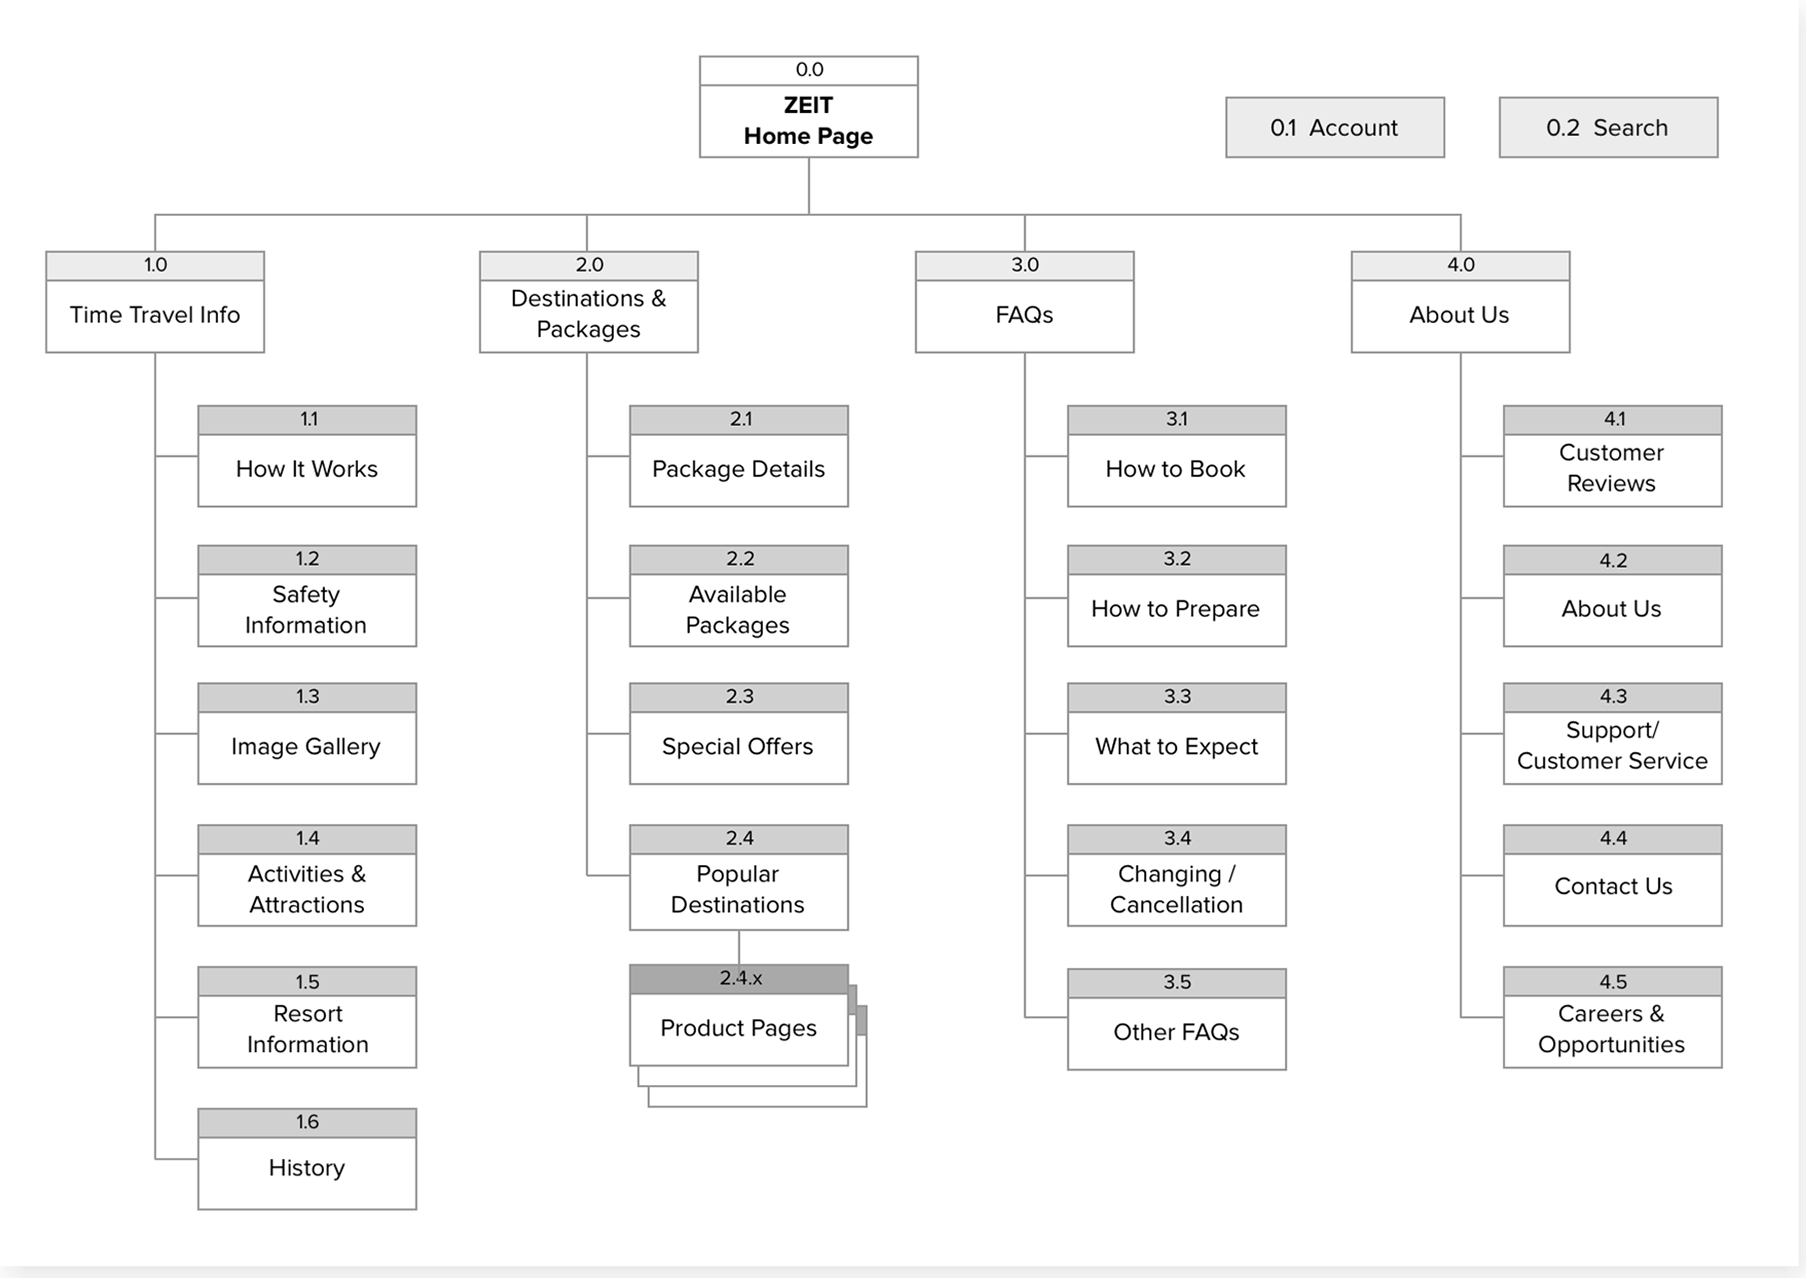 0.0
ZEIT
Home Page
0.1 Account
0.2 Search
1.0
Time Travel Info
2.0
Destinations &
Packages
3.0
FAQs
4.0
About Us
1.1
How It Works
1.2
Safety
Information
1.3
Image Gallery
1.4
Activities &
Attractions
1.5
Resort
Information
1.6
History
2.1
Package Details
2.2
Available
Packages
2.3
Special Offers
2.4
Popular
Destinations
2.4.x
Product Pages
3.1
How to Book
3.2
How to Prepare
3.3
What to Expect
3.4
Changing /
Cancellation
3.5
Other FAQs
4.1
Customer
Reviews
4.2
About Us
4.3
Support/
Customer Service
4.4
Contact Us
4.5
Careers &
Opportunities